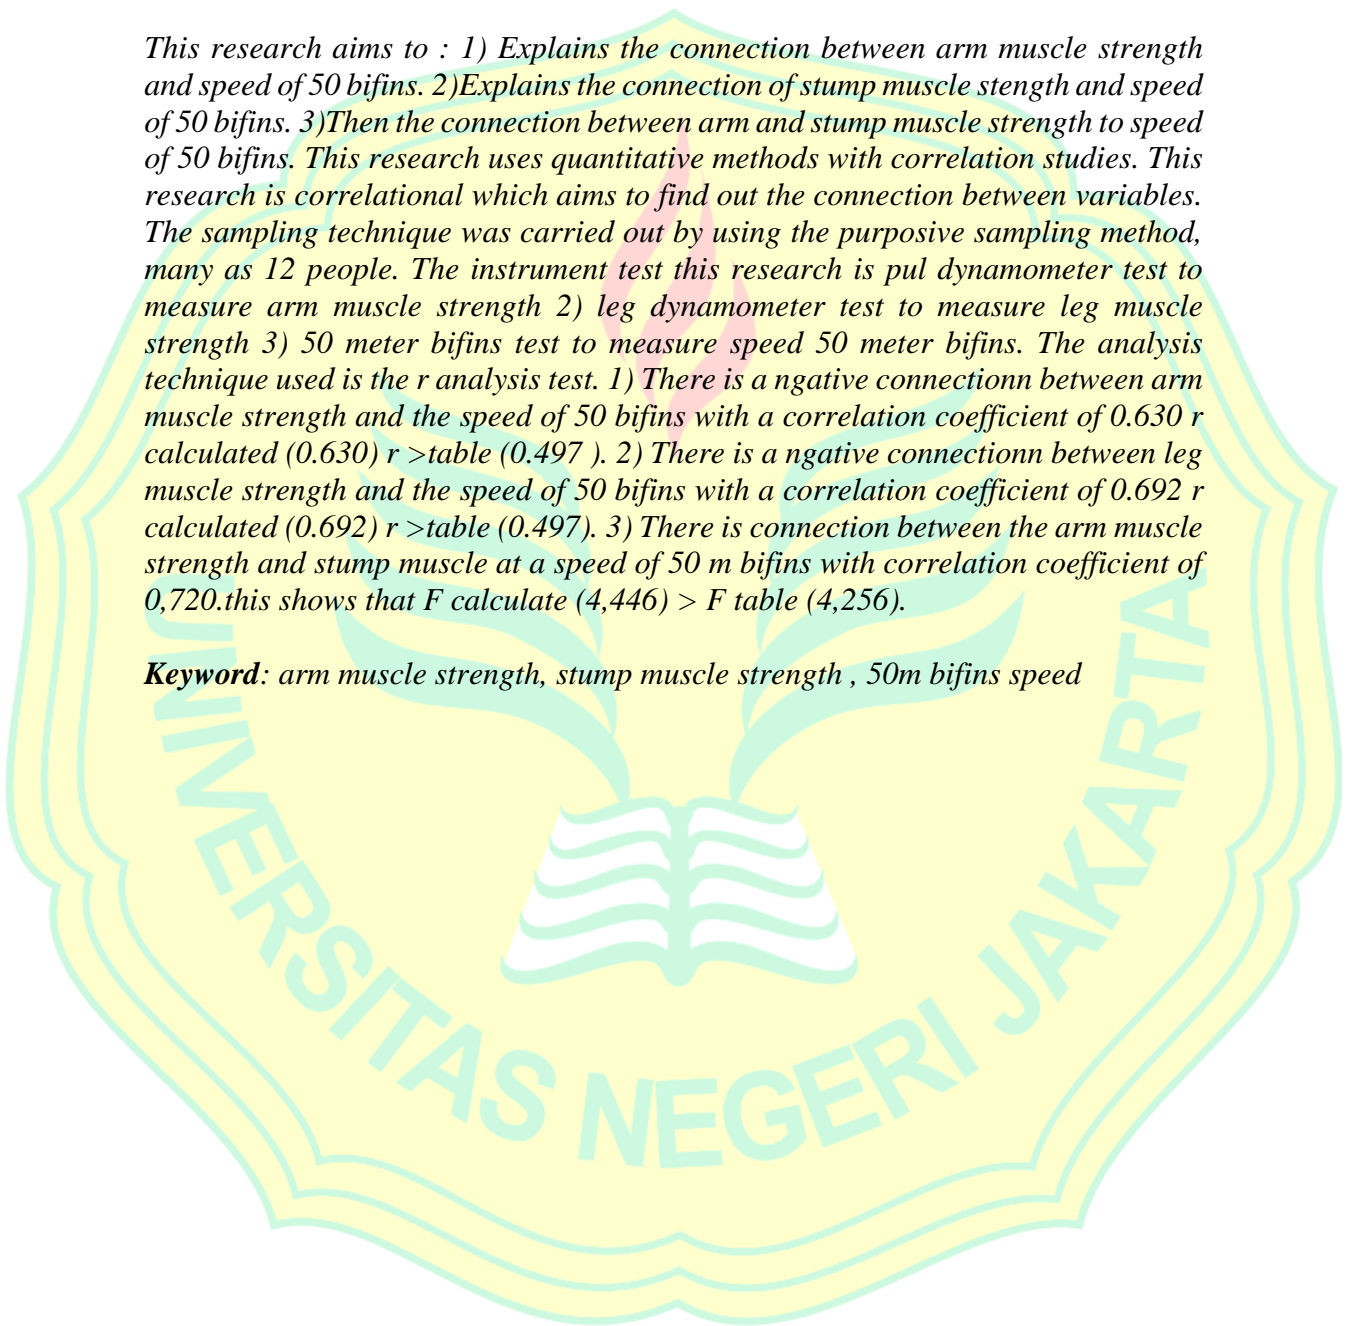 This research aims to : 1) Explains the connection between arm muscle strength
and speed of 50 bifins. 2)Explains the connection of stump muscle stength and speed
of 50 bifins. 3)Then the connection between arm and stump muscle strength to speed
of 50 bifins. This research uses quantitative methods with correlation studies. This
research is correlational which aims to find out the connection between variables.
The sampling technique was carried out by using the purposive sampling method,
many as 12 people. The instrument test this research is pul dynamometer test to
measure arm muscle strength 2) leg dynamometer test to measure leg muscle
strength 3) 50 meter bifins test to measure speed 50 meter bifins. The analysis
technique used is the r analysis test. 1) There is a ngative connectionn between arm
muscle strength and the speed of 50 bifins with a correlation coefficient of 0.630 r
calculated (0.630) r >table (0.497 ). 2) There is a ngative connectionn between leg
muscle strength and the speed of 50 bifins with a correlation coefficient of 0.692 r
calculated (0.692) r >table (0.497). 3) There is connection between the arm muscle
strength and stump muscle at a speed of 50 m bifins with correlation coefficient of
0,720.this shows that F calculate (4,446) > F table (4,256).
Keyword: arm muscle strength, stump muscle strength , 50m bifins speed
UNIVERSITAS NEGERI JAKARTA